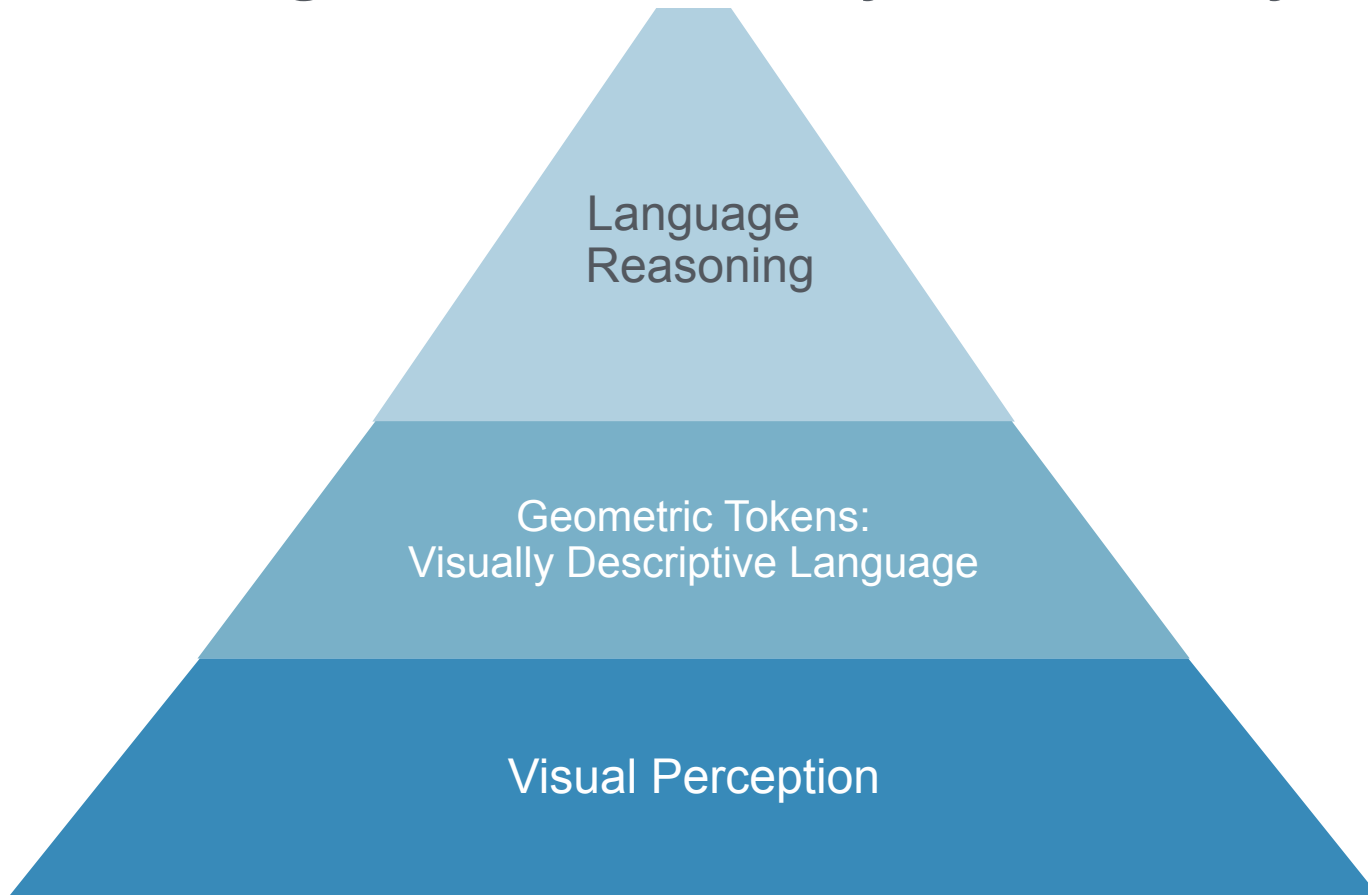 Language
Reasoning
Geometric Tokens:
Visually Descriptive Language
Visual Perception